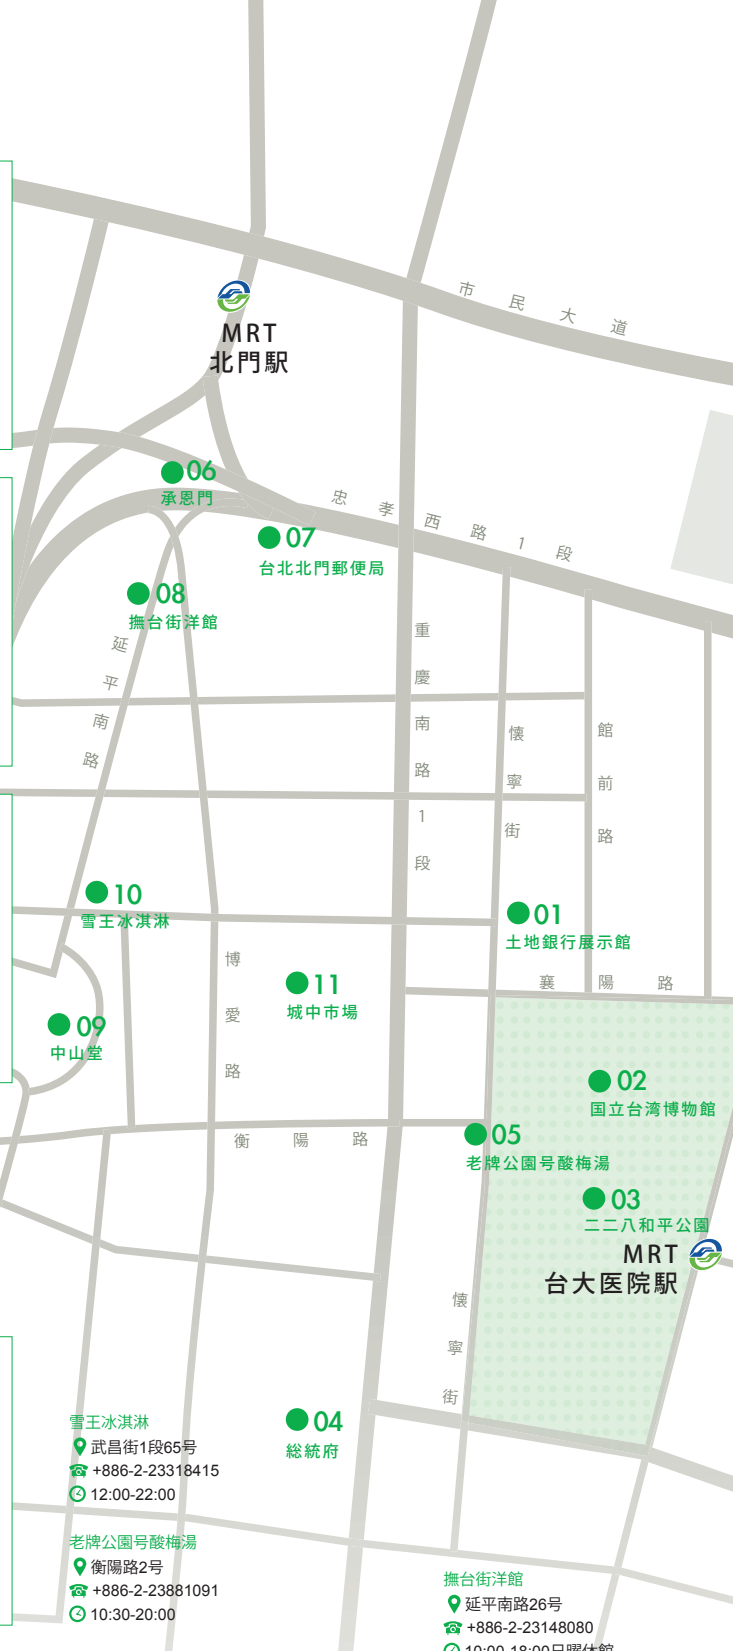 市民大道
MRT
北門駅
06
承恩門
忠孝西路1段
07
台北北門郵便局
08
撫台街洋館
延平南路
重慶南路1段
懐寧街
館前路
10
雪王冰淇淋
01
土地銀行展示館
博愛路
11
城中市場
襄陽路
09
中山堂
02
国立台湾博物館
衡陽路
05
老牌公園号酸梅湯
03
二二八和平公園
MRT
台大医院駅
懐寧街
04
総統府
雪王冰淇淋
武昌街1段65号
+886-2-23318415
12:00-22:00
老牌公園号酸梅湯
衡陽路2号
+886-2-23881091
10:30-20:00
撫台街洋館
延平南路26号
+886-2-23148080
10:00-18:00日曜休館